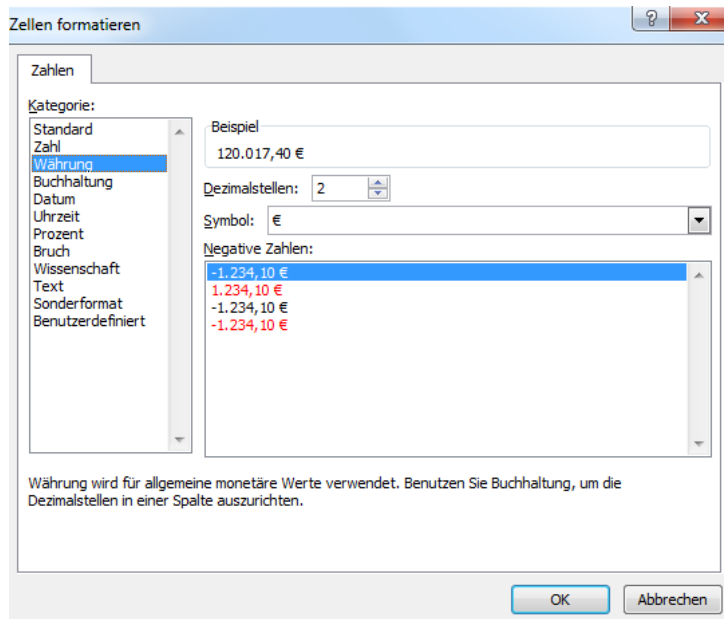 Zellen formatieren
Zahlen
Kategorie:
Standard
Zahl
Währung
Buchhaltung
Datum
Uhrzeit
Prozent
Bruch
Wissenschaft
Text
Sonderformat
Benutzerdefiniert
Beispiel
120.017,40 €
Dezimalstellen: 2
Symbol: €
Negative Zahlen:
-1.234,10 €
1.234,10 €
-1.234,10 €
-1.234,10 €
Währung wird für allgemeine monetäre Werte verwendet. Benutzen Sie Buchhaltung, um die
Dezimalstellen in einer Spalte auszurichten.
OK Abbrechen